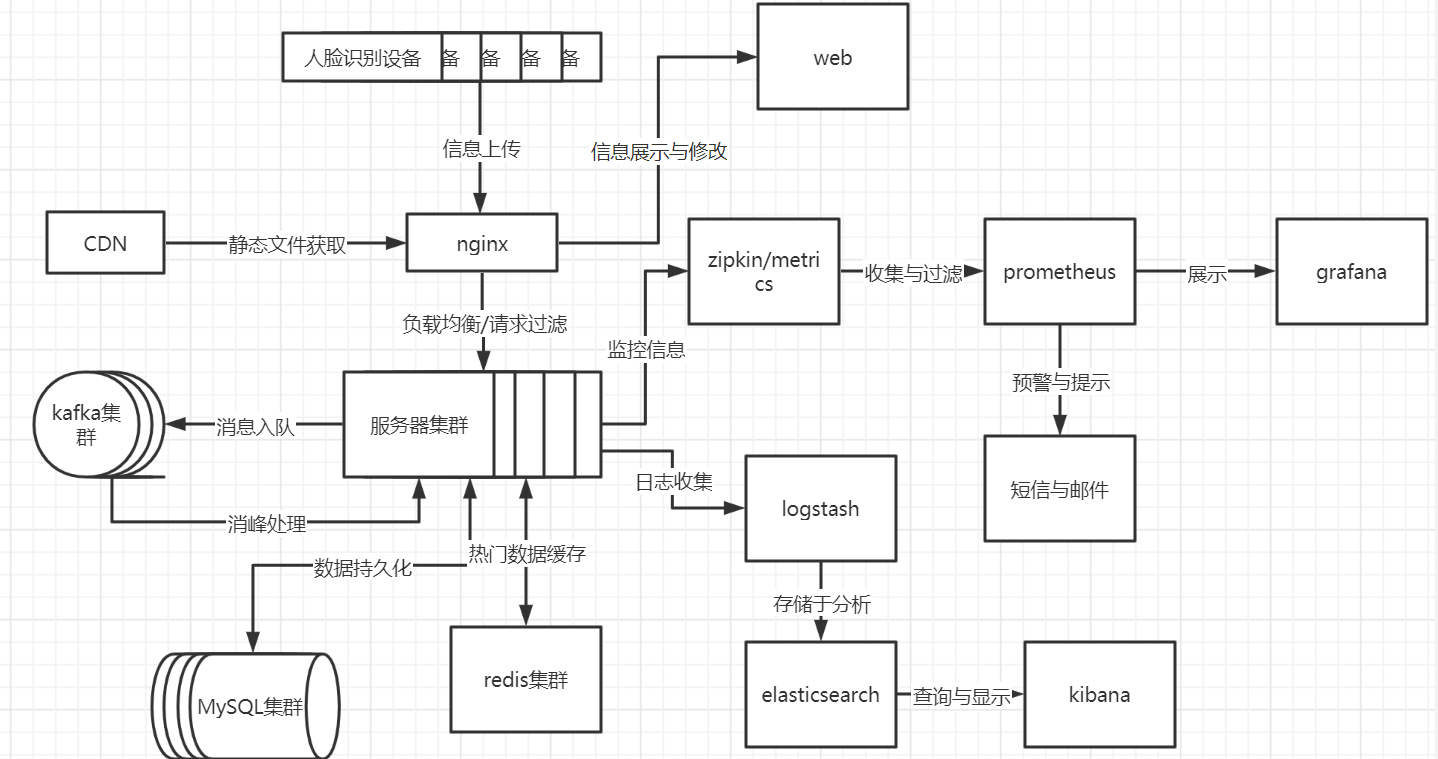 人脸识别设备
备
备
备
备
web
信息上传
信息展示与修改
CDN
静态文件获取
nginx
zipkin/metri
cs
收集与过滤
prometheus
展示
grafana
负载均衡/请求过滤
监控信息
预警与提示
kafka集
群
消息入队
服务器集群
日志收集
短信与邮件
logstash
消峰处理
热门数据缓存
数据持久化
存储于分析
redis集群
MySQL集群
elasticsearch
查询与显示
kibana